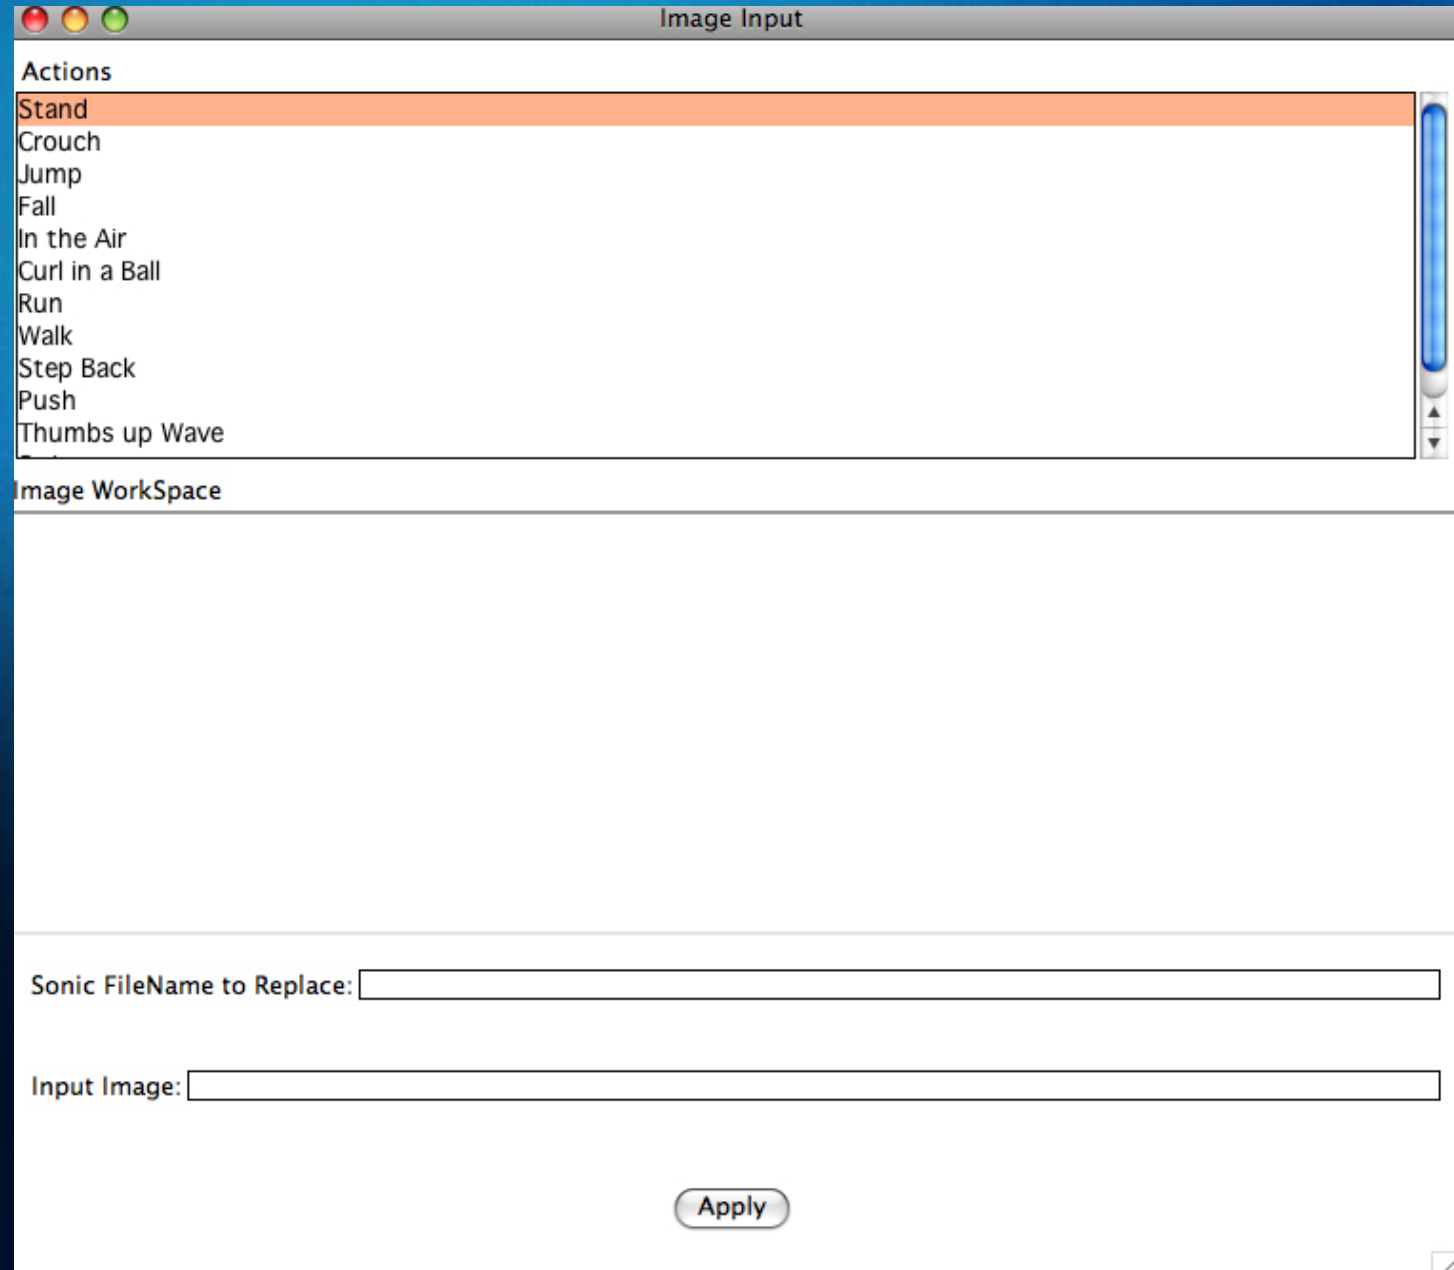 Image Input
Actions
Stand
Crouch
Jump
Fall
In the Air
Curl in a Ball
Run
Walk
Step Back
Push
Thumbs up Wave
Image WorkSpace
Sonic FileName to Replace:
Input Image:
Apply